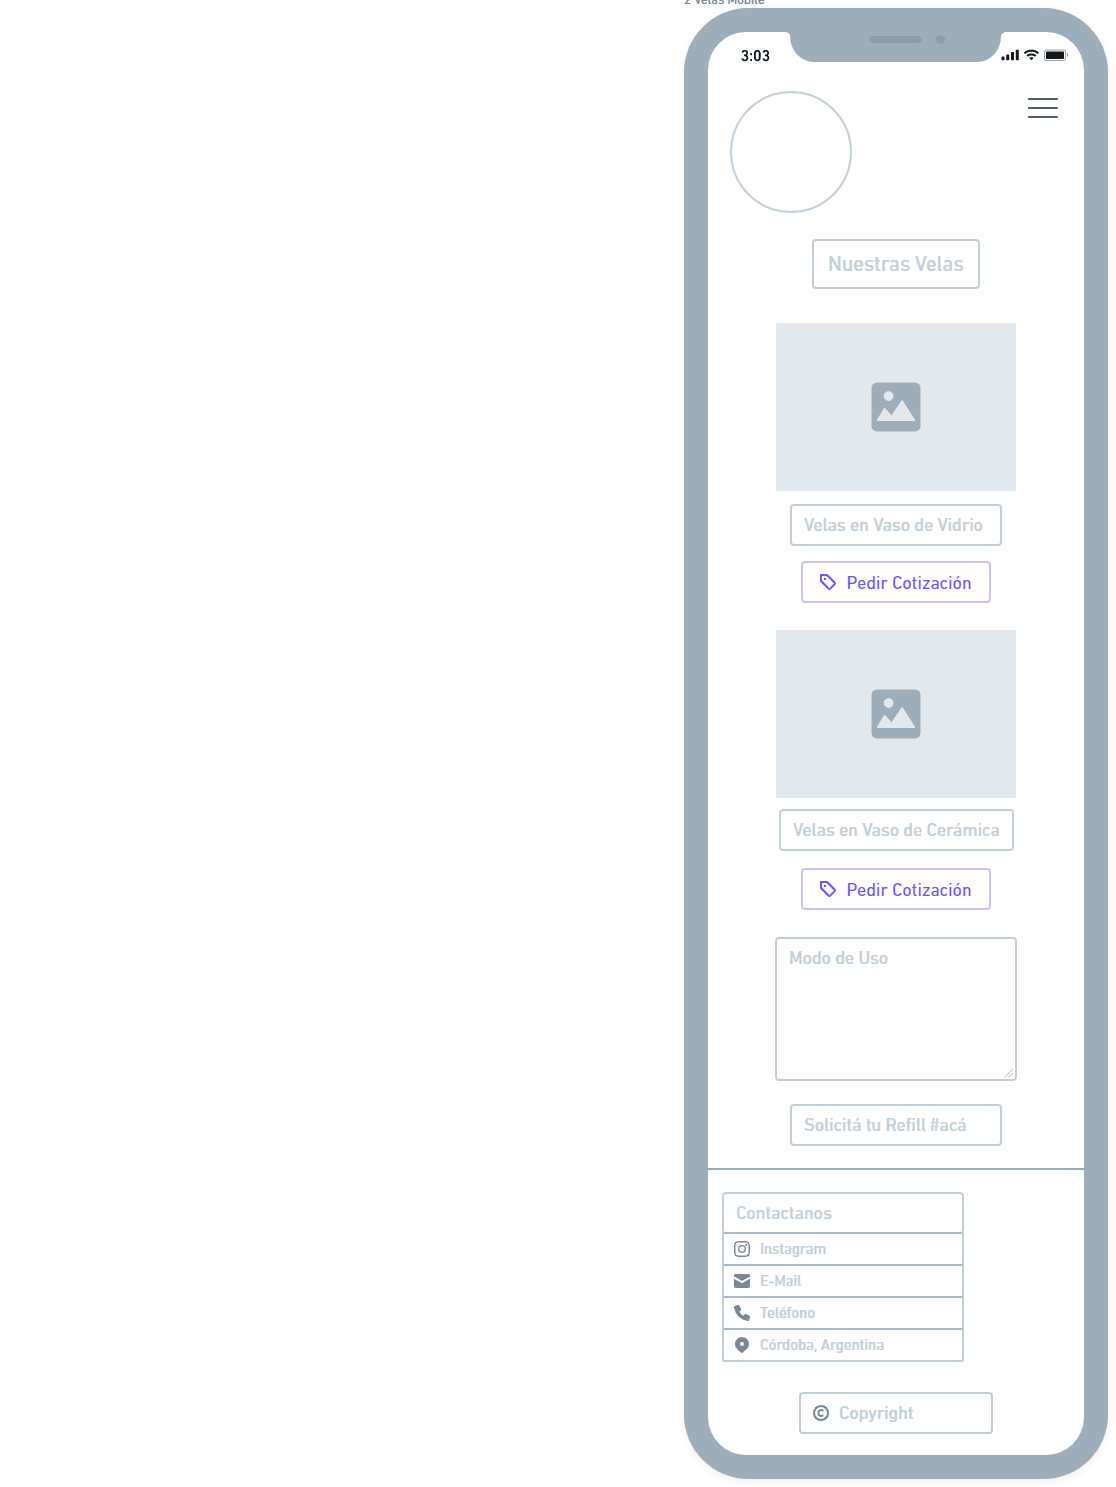 2 Velas Mobile
3:03
Nuestras Velas
Velas en Vaso de Vidrio
Pedir Cotización
Velas en Vaso de Cerámica
Pedir Cotización
Modo de Uso
Solicitá tu Refill #acá
Contactanos
Instagram
E-Mail
Teléfono
Córdoba, Argentina
© Copyright